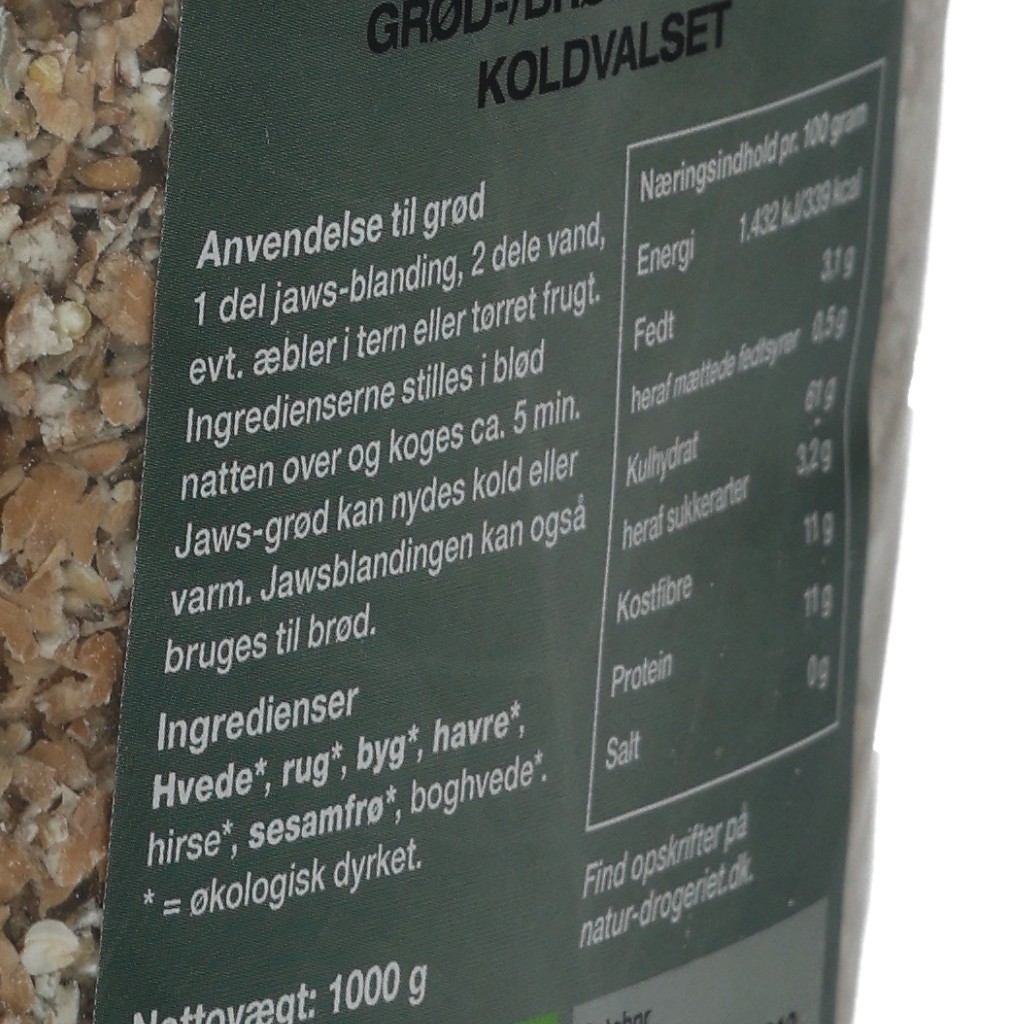 GRØD-/BRØ
KOLDVALSET
Anvendelse til grød
1 del jaws-blanding, 2 dele vand,
evt. æbler i tern eller tørret frugt.
Ingredienserne stilles i blød
natten over og koges ca. 5 min.
Jaws-grød kan nydes kold eller
varm. Jawsblandingen kan også
bruges til brød.
Ingredienser
Hvede*, rug*, byg*, havre*,
hirse*, sesamfrø*, boghvede*.
* = økologisk dyrket.
Nettovægt: 1000 g
Næringsindhold pr. 100 gram
Energi 1.432 kJ/339 kcal
Fedt 3,1 g
heraf mættede fedtsyrer 0,5 g
Kulhydrat 61 g
heraf sukkerarter 3,2 g
Kostfibre 11 g
Protein 11 g
Salt 0 g
Find opskrifter på
natur-drogeriet.dk.